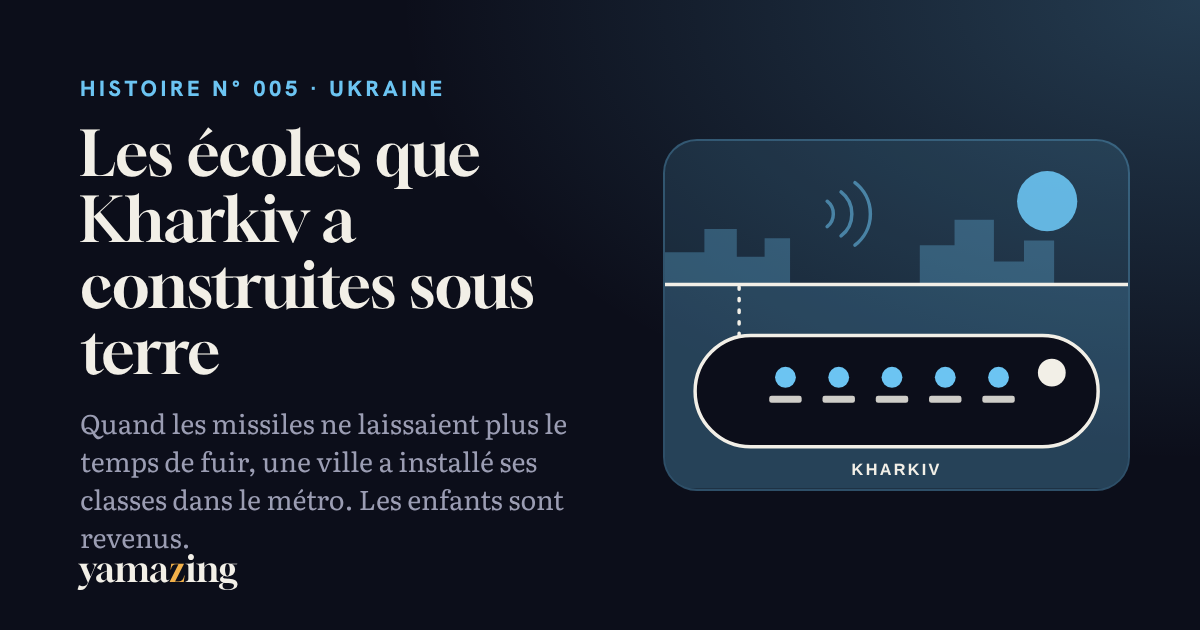 HISTOIRE N° 005 · UKRAINE
Les écoles que
Kharkiv a
construites sous
terre
Quand les missiles ne laissaient plus le
temps de fuir, une ville a installé ses
classes dans le métro. Les enfants sont
revenus.
yamazing
KHARKIV